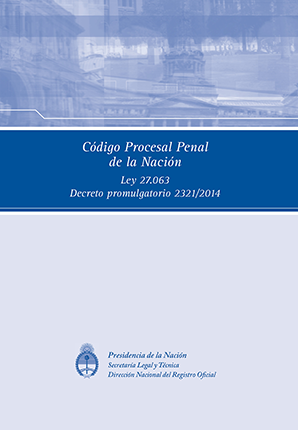 Código Procesal Penal
de la Nación
Ley 27.063
Decreto promulgatorio 2321/2014
Presidencia de la Nación
Secretaría Legal y Técnica
Dirección Nacional del Registro Oficial